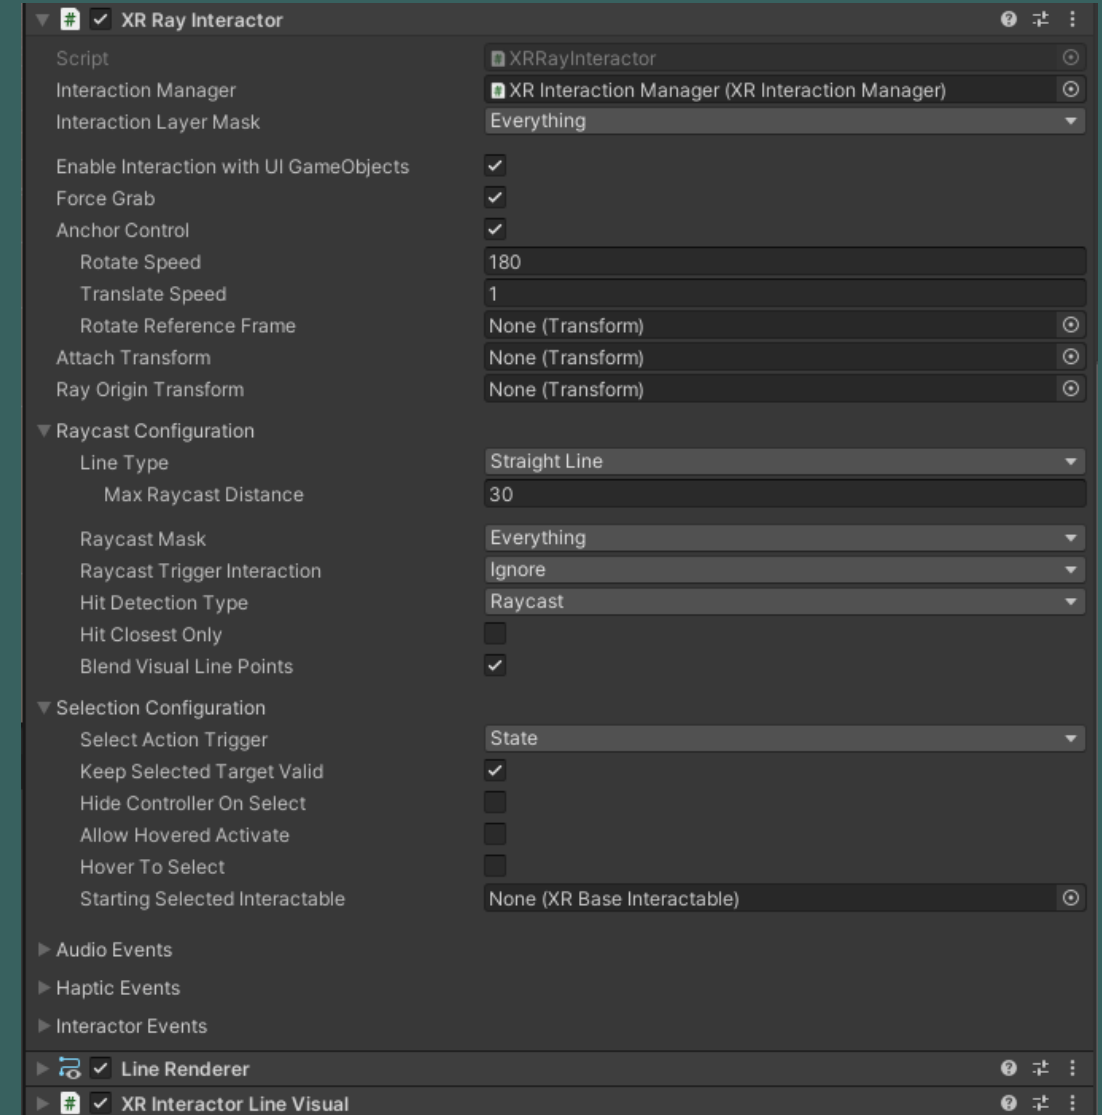 XR Ray Interactor
Script XRRayInteractor
Interaction Manager XR Interaction Manager (XR Interaction Manager)
Interaction Layer Mask Everything
Enable Interaction with UI GameObjects
Force Grab
Anchor Control
Rotate Speed 180
Translate Speed 1
Rotate Reference Frame None (Transform)
Attach Transform None (Transform)
Ray Origin Transform None (Transform)
Raycast Configuration
Line Type Straight Line
Max Raycast Distance 30
Raycast Mask Everything
Raycast Trigger Interaction Ignore
Hit Detection Type Raycast
Hit Closest Only
Blend Visual Line Points
Selection Configuration
Select Action Trigger State
Keep Selected Target Valid
Hide Controller On Select
Allow Hovered Activate
Hover To Select
Starting Selected Interactable None (XR Base Interactable)
Audio Events
Haptic Events
Interactor Events
Line Renderer
XR Interactor Line Visual